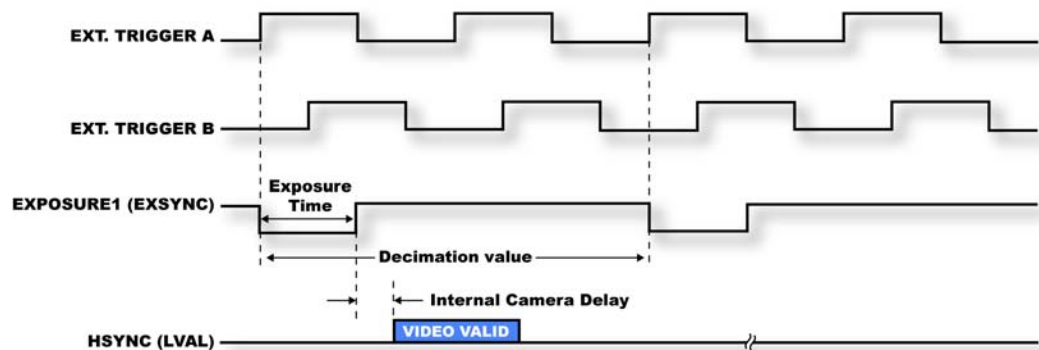 EXT. TRIGGER A
EXT. TRIGGER B
EXPOSURE1 (EXSYNC)
Exposure
Time
Decimation value
Internal Camera Delay
HSYNC (LVAL)
VIDEO VALID